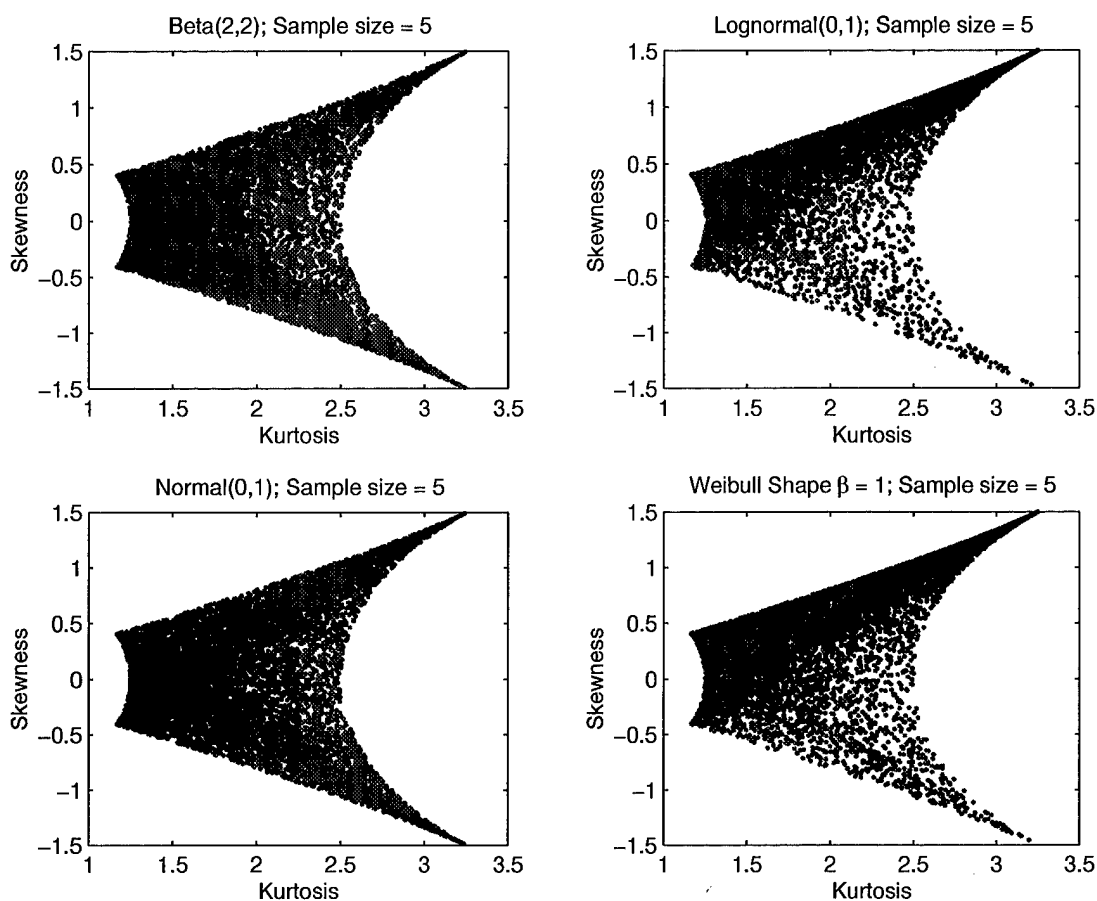 Beta(2,2); Sample size = 5
1.5
1
0.5
0
−0.5
−1
−1.5
Skewness
1 1.5 2 2.5 3 3.5
Kurtosis
Lognormal(0,1); Sample size = 5
1.5
1
0.5
0
−0.5
−1
−1.5
Skewness
1 1.5 2 2.5 3 3.5
Kurtosis
Normal(0,1); Sample size = 5
1.5
1
0.5
0
−0.5
−1
−1.5
Skewness
1 1.5 2 2.5 3 3.5
Kurtosis
Weibull Shape β = 1; Sample size = 5
1.5
1
0.5
0
−0.5
−1
−1.5
Skewness
1 1.5 2 2.5 3 3.5
Kurtosis